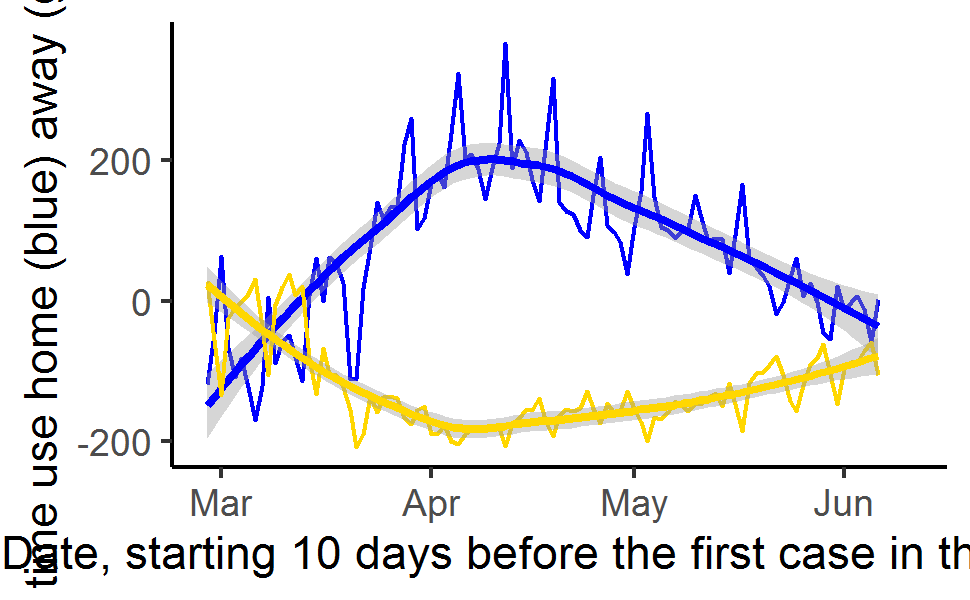 time use home (blue) away (
200
0
-200
Mar Apr May Jun
Date, starting 10 days before the first case in th